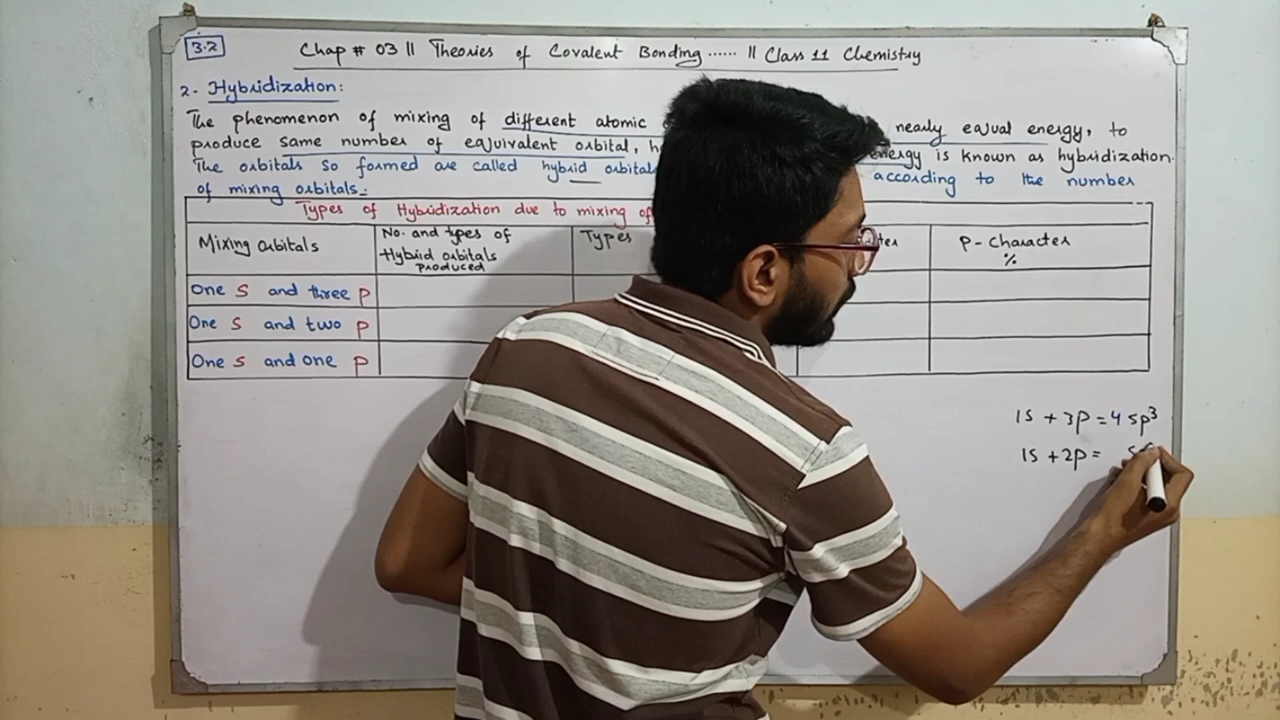 3.2
Chap # 03 || Theories of Covalent Bonding ...... || Class 11 Chemistry
2- Hybridization:
The phenomenon of mixing of different atomic nearly equal energy, to
produce same number of equivalent orbital, energy is known as hybridization.
The orbitals so formed are called hybrid orbitals according to the number
of mixing orbitals:
Types of Hybridization due to mixing of
Mixing orbitals
No. and types of
Hybrid orbitals
produced
Types
P-Character
%
One S and three p
One S and two p
One S and one p
1S + 3p = 4 sp³
1S + 2p =